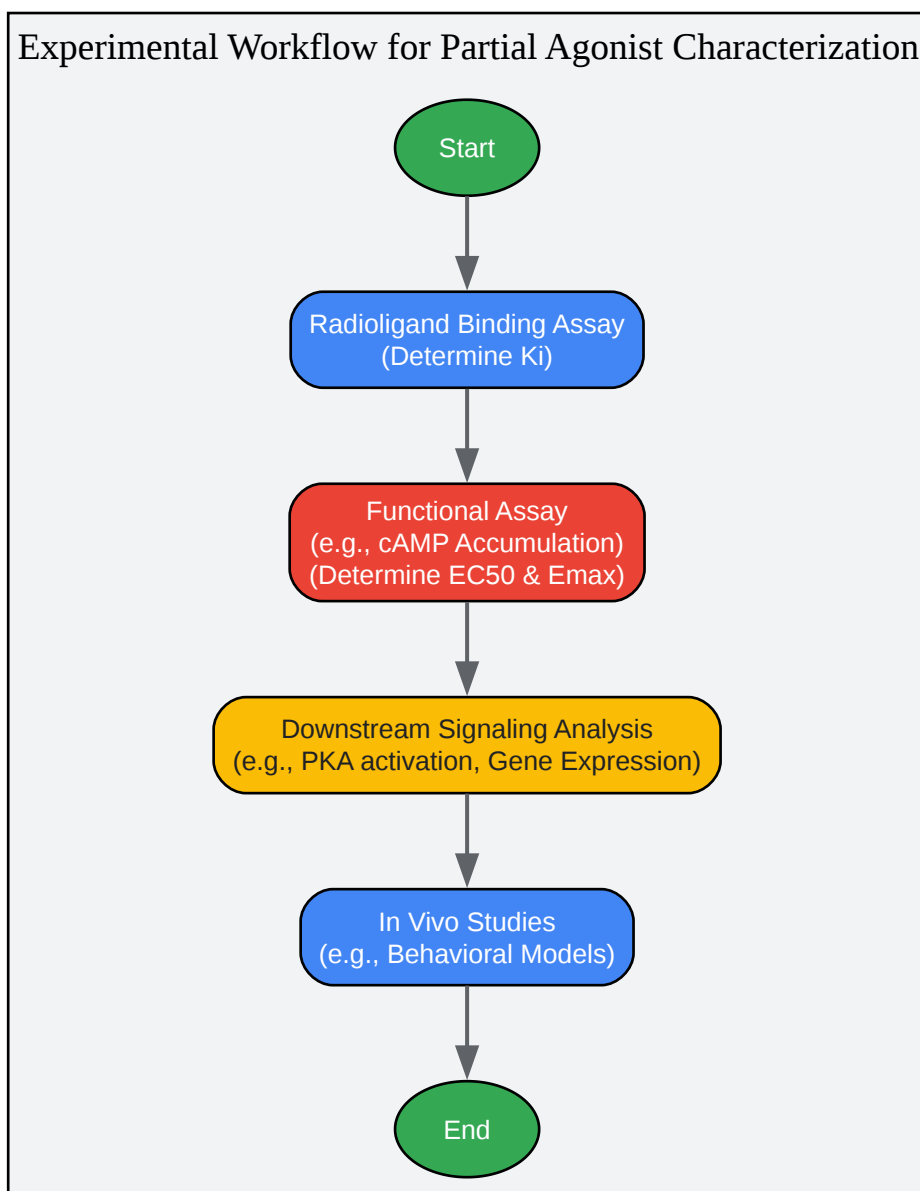 Experimental Workflow for Partial Agonist Characterization
Start
Radioligand Binding Assay
(Determine Ki)
Functional Assay
(e.g., cAMP Accumulation)
(Determine EC50 & Emax)
Downstream Signaling Analysis
(e.g., PKA activation, Gene Expression)
In Vivo Studies
(e.g., Behavioral Models)
End